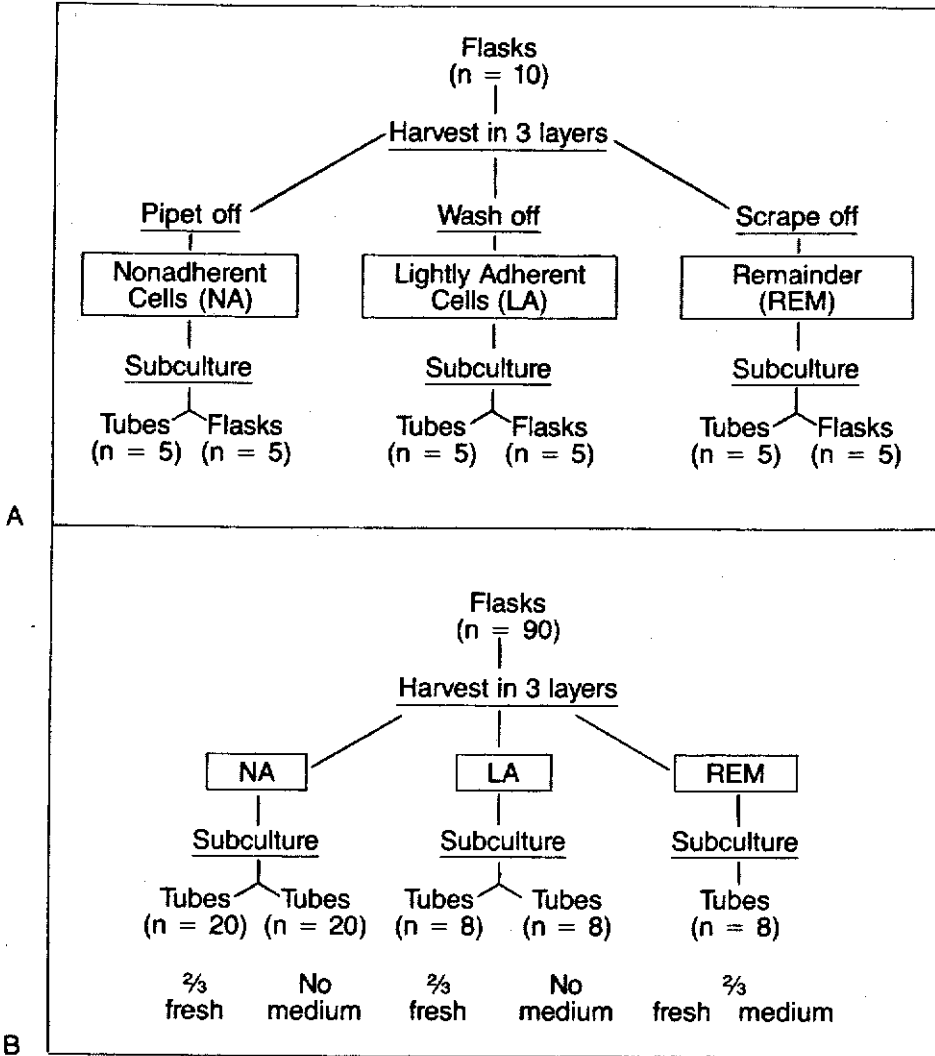 Flasks
(n = 10)
Harvest in 3 layers
Pipet off Wash off Scrape off
Nonadherent Lightly Adherent Remainder
Cells (NA) Cells (LA) (REM)
Subculture Subculture Subculture
Tubes Flasks Tubes Flasks Tubes Flasks
(n = 5) (n = 5) (n = 5) (n = 5) (n = 5) (n = 5)
A
Flasks
(n = 90)
Harvest in 3 layers
NA LA REM
Subculture Subculture Subculture
Tubes Tubes Tubes Tubes Tubes
(n = 20) (n = 20) (n = 8) (n = 8) (n = 8)
⅔ No ⅔ No ⅔
fresh medium fresh medium fresh medium
B